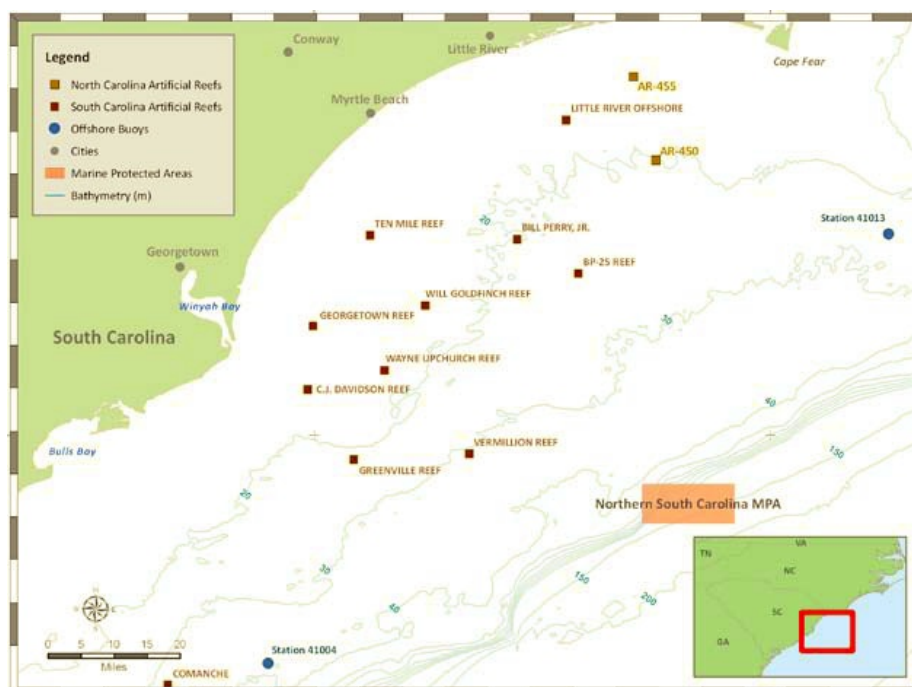 Conway
Little River
Cape Fear
Legend
North Carolina Artificial Reefs
South Carolina Artificial Reefs
Offshore Buoys
Cities
Marine Protected Areas
Bathymetry (m)
AR-455
Myrtle Beach
LITTLE RIVER OFFSHORE
AR-450
20
Station 41013
TEN MILE REEF
BILL PERRY, JR.
Georgetown
BP-25 REEF
WILL GOLDFINCH REEF
Winyah Bay
GEORGETOWN REEF
30
South Carolina
WAYNE UPCHURCH REEF
C.J. DAVIDSON REEF
40
VERMILLION REEF
150
Bulls Bay
GREENVILLE REEF
20
Northern South Carolina MPA
30
150
200
40
VA
TN
NC
SC
GA
0 5 10 15 20
Miles
Station 41004
COMANCHE